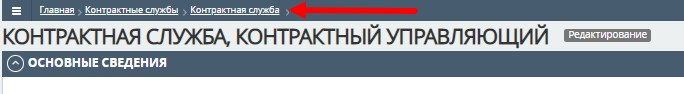 Главная Контрактные службы Контрактная служба
КОНТРАКТНАЯ СЛУЖБА, КОНТРАКТНЫЙ УПРАВЛЯЮЩИЙ Редактирование
ОСНОВНЫЕ СВЕДЕНИЯ